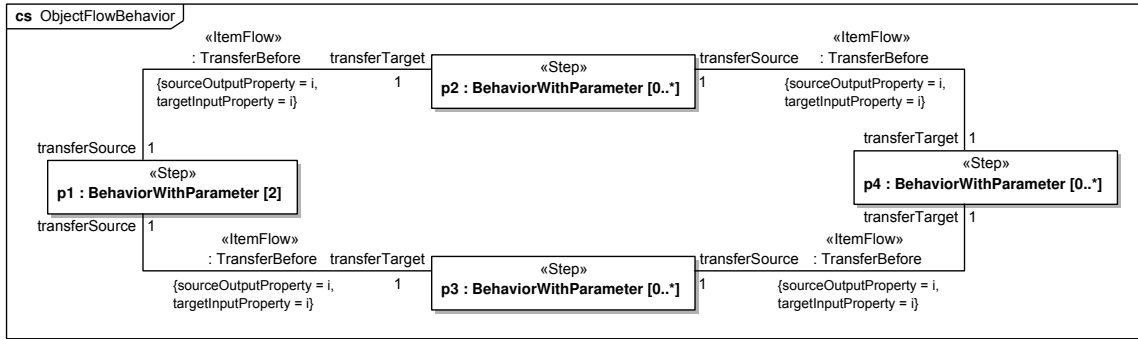 cs ObjectFlowBehavior
«ItemFlow»
: TransferBefore
transferTarget
1
{sourceOutputProperty = i,
targetInputProperty = i}
«Step»
p2 : BehaviorWithParameter [0..*]
transferSource
1
«ItemFlow»
: TransferBefore
{sourceOutputProperty = i,
targetInputProperty = i}
transferSource 1
«Step»
p1 : BehaviorWithParameter [2]
transferSource 1
transferTarget 1
«Step»
p4 : BehaviorWithParameter [0..*]
transferTarget 1
«ItemFlow»
: TransferBefore
transferTarget
1
{sourceOutputProperty = i,
targetInputProperty = i}
«Step»
p3 : BehaviorWithParameter [0..*]
transferSource
1
«ItemFlow»
: TransferBefore
{sourceOutputProperty = i,
targetInputProperty = i}